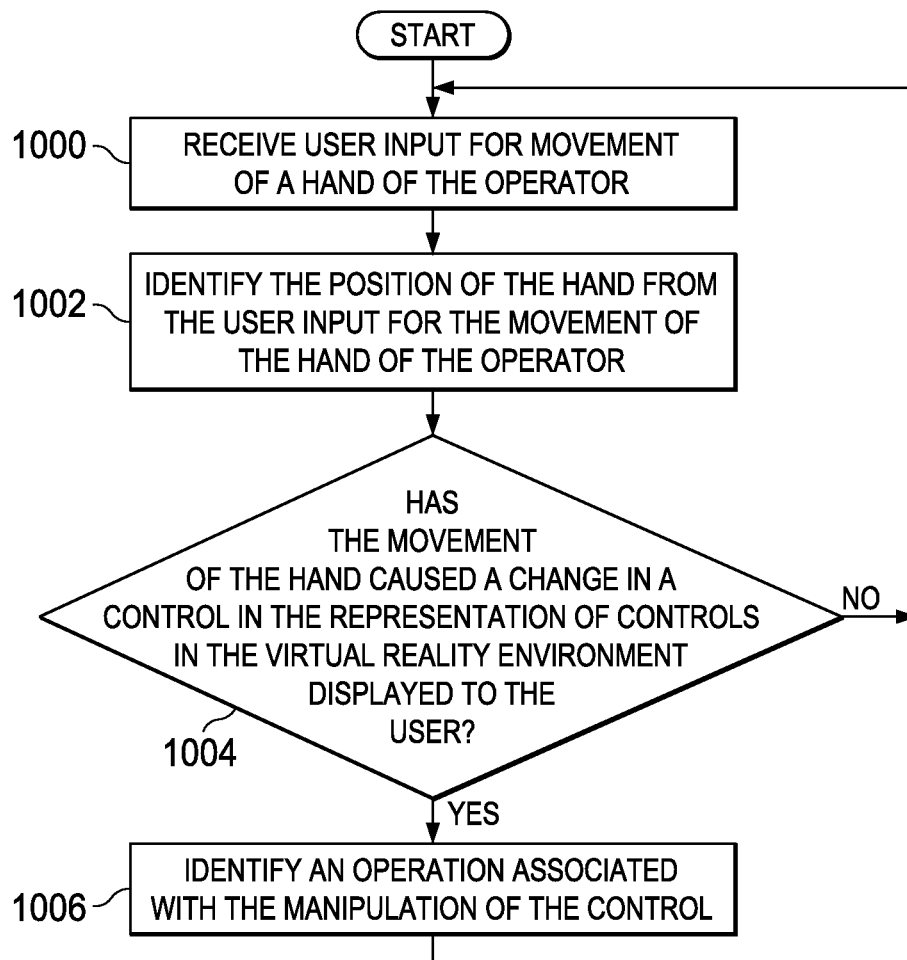 START
1000
RECEIVE USER INPUT FOR MOVEMENT
OF A HAND OF THE OPERATOR
1002
IDENTIFY THE POSITION OF THE HAND FROM
THE USER INPUT FOR THE MOVEMENT OF
THE HAND OF THE OPERATOR
HAS
THE MOVEMENT
OF THE HAND CAUSED A CHANGE IN A
CONTROL IN THE REPRESENTATION OF CONTROLS
IN THE VIRTUAL REALITY ENVIRONMENT
DISPLAYED TO THE
USER?
NO
1004
YES
1006
IDENTIFY AN OPERATION ASSOCIATED
WITH THE MANIPULATION OF THE CONTROL